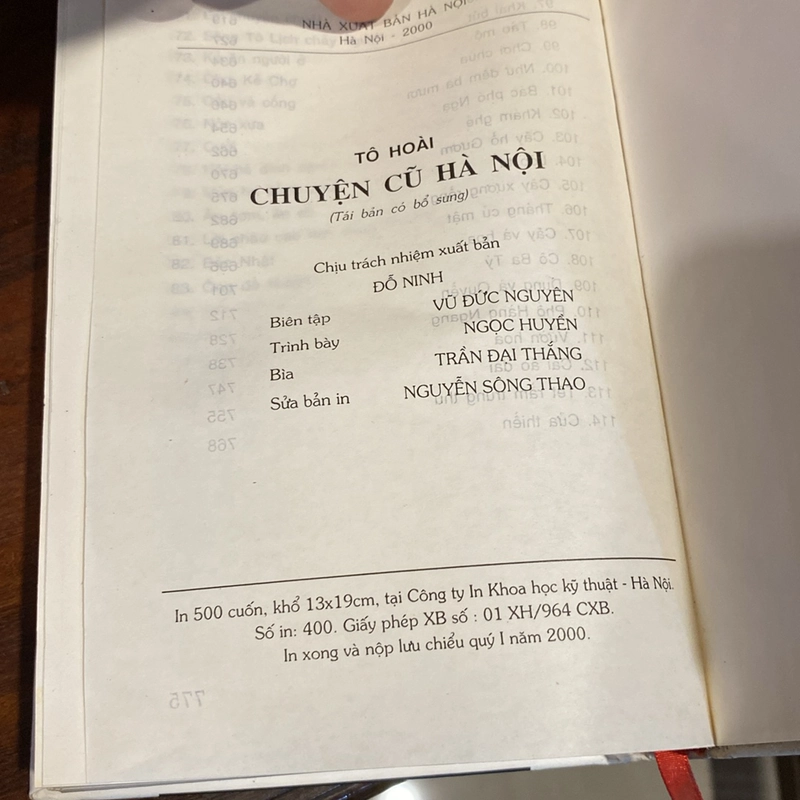 NHÀ XUẤT BẢN HÀ NỘI
Hà Nội - 2000
TÔ HOÀI
CHUYỆN CŨ HÀ NỘI
(Tái bản có bổ sung)
Chịu trách nhiệm xuất bản
ĐỖ NINH
Biên tập VŨ ĐỨC NGUYÊN
Trình bày NGỌC HUYỀN
Bìa TRẦN ĐẠI THẮNG
Sửa bản in NGUYỄN SÔNG THAO
In 500 cuốn, khổ 13x19cm, tại Công ty In Khoa học kỹ thuật - Hà Nội.
Số in: 400. Giấy phép XB số : 01 XH/964 CXB.
In xong và nộp lưu chiểu quý I năm 2000.